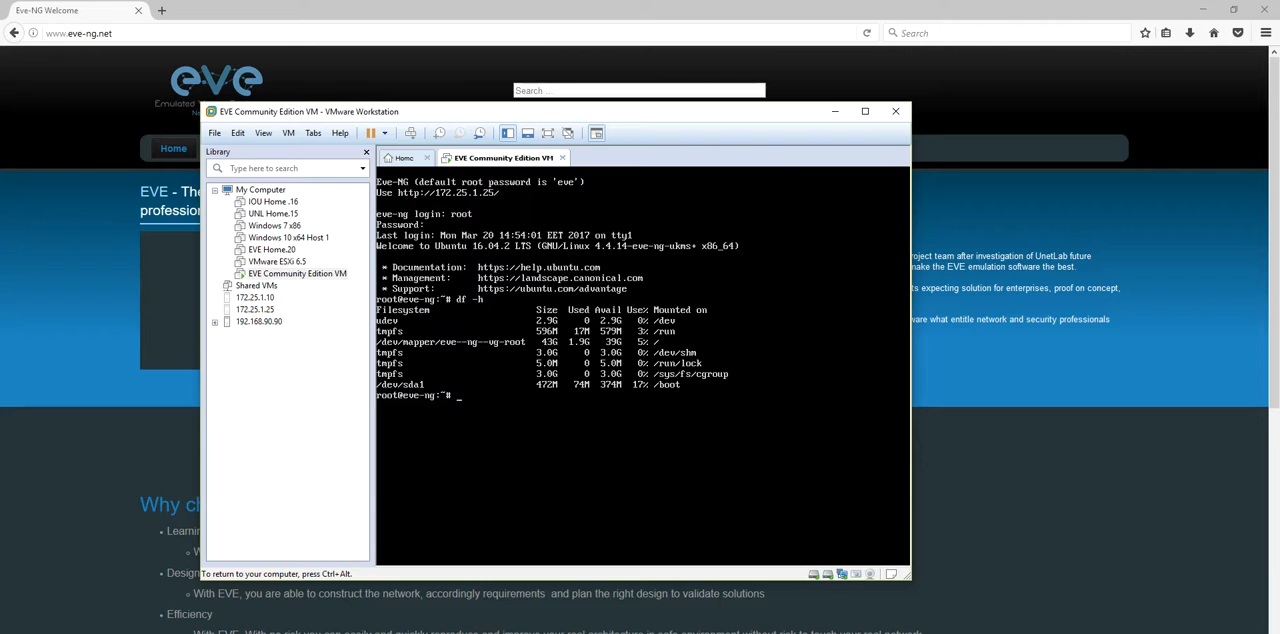 Eve-NG Welcome
www.eve-ng.net
Search
eve
Emulated
Search ...
Home
EVE Community Edition VM - VMware Workstation
File Edit View VM Tabs Help
Library
Type here to search
My Computer
IOU Home .16
UNL Home.15
Windows 7 x86
Windows 10 x64 Host 1
EVE Home.20
VMware ESXi 6.5
EVE Community Edition VM
Shared VMs
172.25.1.10
172.25.1.25
192.168.90.90
Home EVE Community Edition VM
Eve-NG (default root password is 'eve')
Use http://172.25.1.25/
eve-ng login: root
Password:
Last login: Mon Mar 20 14:54:01 EET 2017 on tty1
Welcome to Ubuntu 16.04.2 LTS (GNU/Linux 4.4.14-eve-ng-ukms+ x86_64)
* Documentation: https://help.ubuntu.com
* Management: https://landscape.canonical.com
* Support: https://ubuntu.com/advantage
root@eve-ng:~# df -h
Filesystem Size Used Avail Use% Mounted on
udev 2.9G 0 2.9G 0% /dev
tmpfs 596M 17M 579M 3% /run
/dev/mapper/eve--ng--vg-root 43G 1.9G 39G 5% /
tmpfs 3.0G 0 3.0G 0% /dev/shm
tmpfs 5.0M 0 5.0M 0% /run/lock
tmpfs 3.0G 0 3.0G 0% /sys/fs/cgroup
/dev/sda1 472M 74M 374M 17% /boot
root@eve-ng:~# _
To return to your computer, press Ctrl+Alt.
EVE - The
professio
oject team after investigation of UnetLab future
make the EVE emulation software the best.
ts expecting solution for enterprises, proof on concept,
ware what entitle network and security professionals
Why ch
Learnin
W
Design
With EVE, you are able to construct the network, accordingly requirements and plan the right design to validate solutions
Efficiency